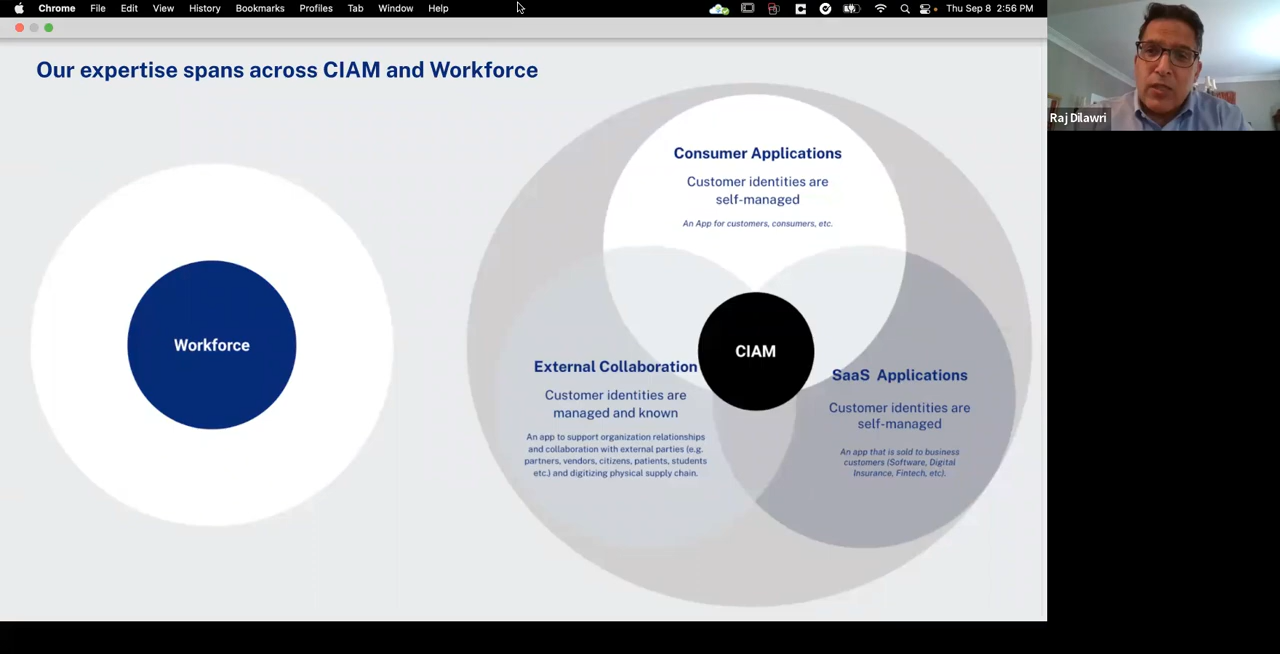 Chrome File Edit View History Bookmarks Profiles Tab Window Help Thu Sep 8 2:56 PM
Our expertise spans across CIAM and Workforce
Raj Dilawri
Workforce
Consumer Applications
Customer identities are
self-managed
An App for customers, consumers, etc.
CIAM
External Collaboration
Customer identities are
managed and known
An app to support organization relationships
and collaboration with external parties (e.g.
partners, vendors, citizens, patients, students
etc.) and digitizing physical supply chain.
SaaS Applications
Customer identities are
self-managed
An app that is sold to business
customers (Software, Digital
Insurance, Fintech, etc).